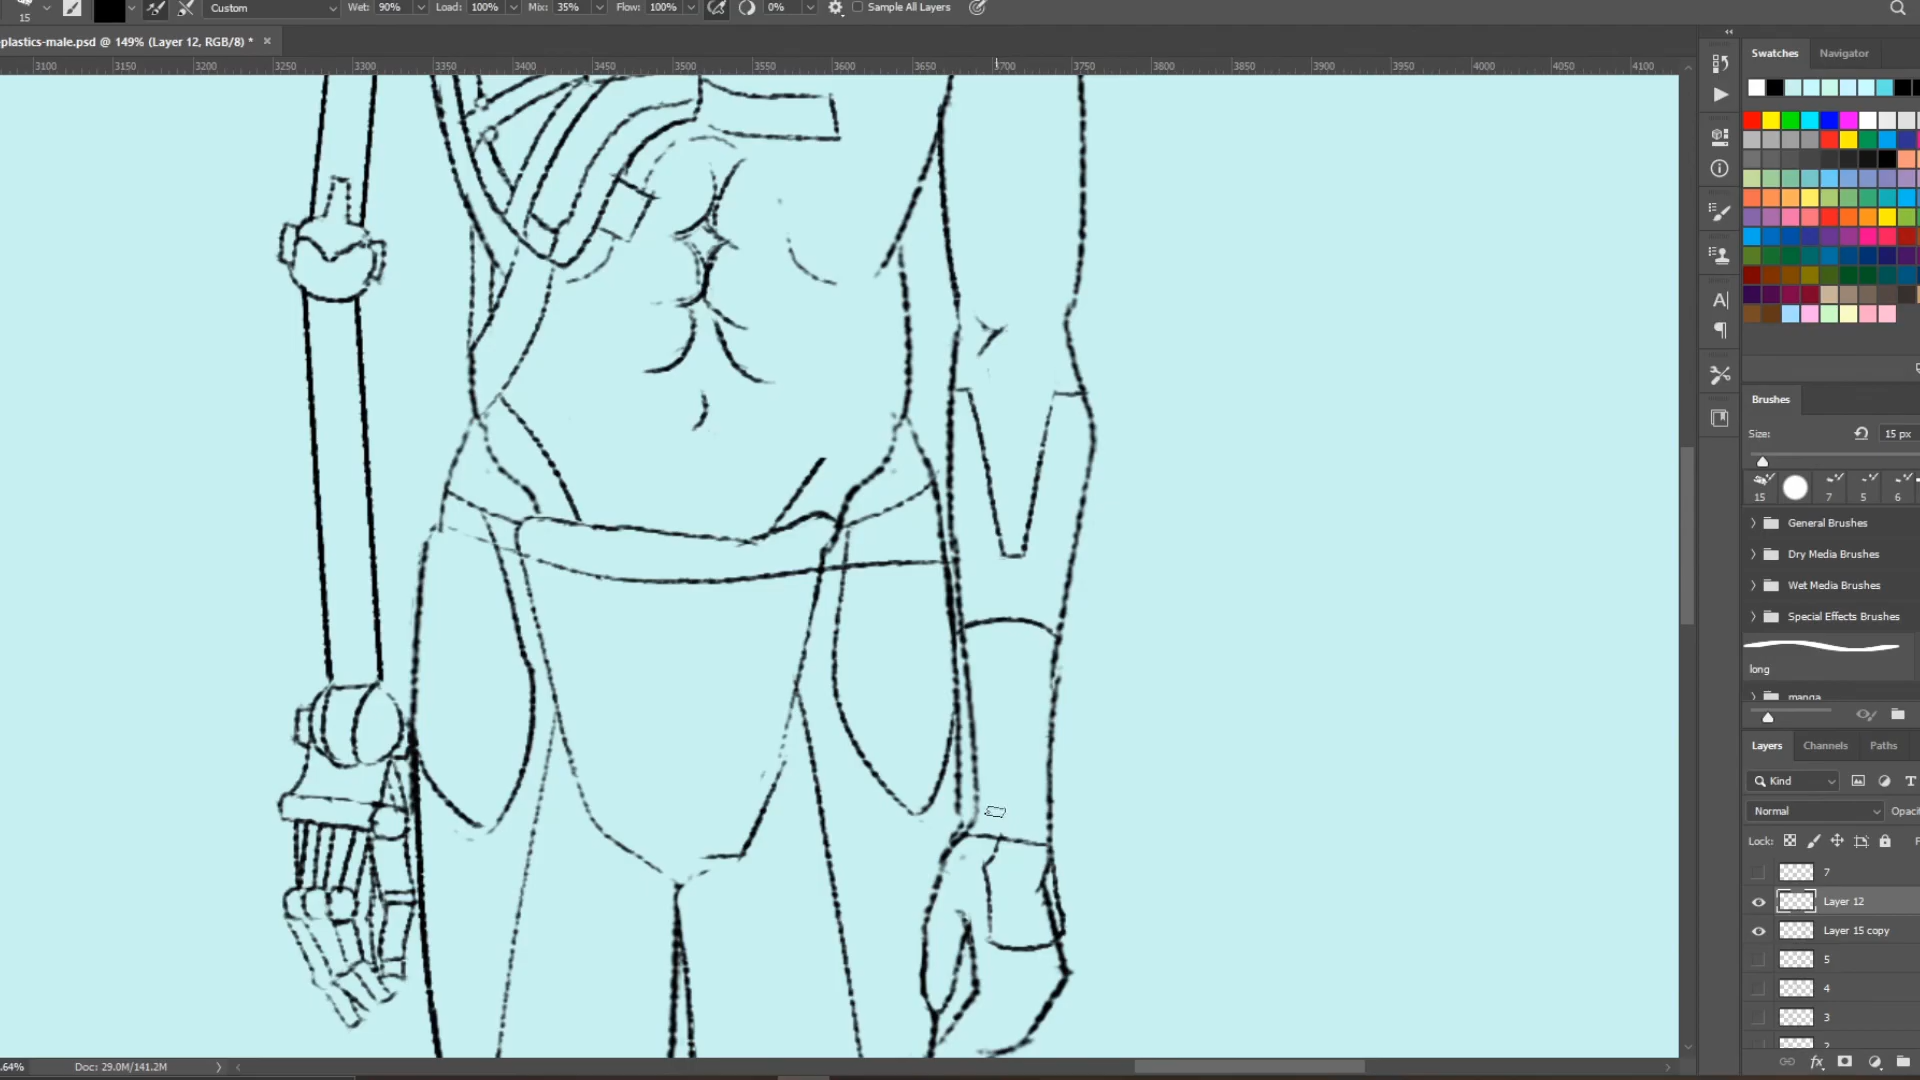 15
Custom
Wet: 90%
Load: 100%
Mix: 35%
Flow: 100%
0%
Sample All Layers
plastics-male.psd @ 149% (Layer 12, RGB/8) * ×
3100 3150 3200 3250 3300 3350 3400 3450 3500 3550 3600 3650 3700 3750 3800 3850 3900 3950 4000 4050 4100
Swatches
Navigator
Brushes
Size:
15 px
15 7 5 6
General Brushes
Dry Media Brushes
Wet Media Brushes
Special Effects Brushes
long
manga
Layers
Channels
Paths
Kind
Normal
Opaci
Lock:
7
Layer 12
Layer 15 copy
5
4
3
2
.64%
Doc: 29.0M/141.2M